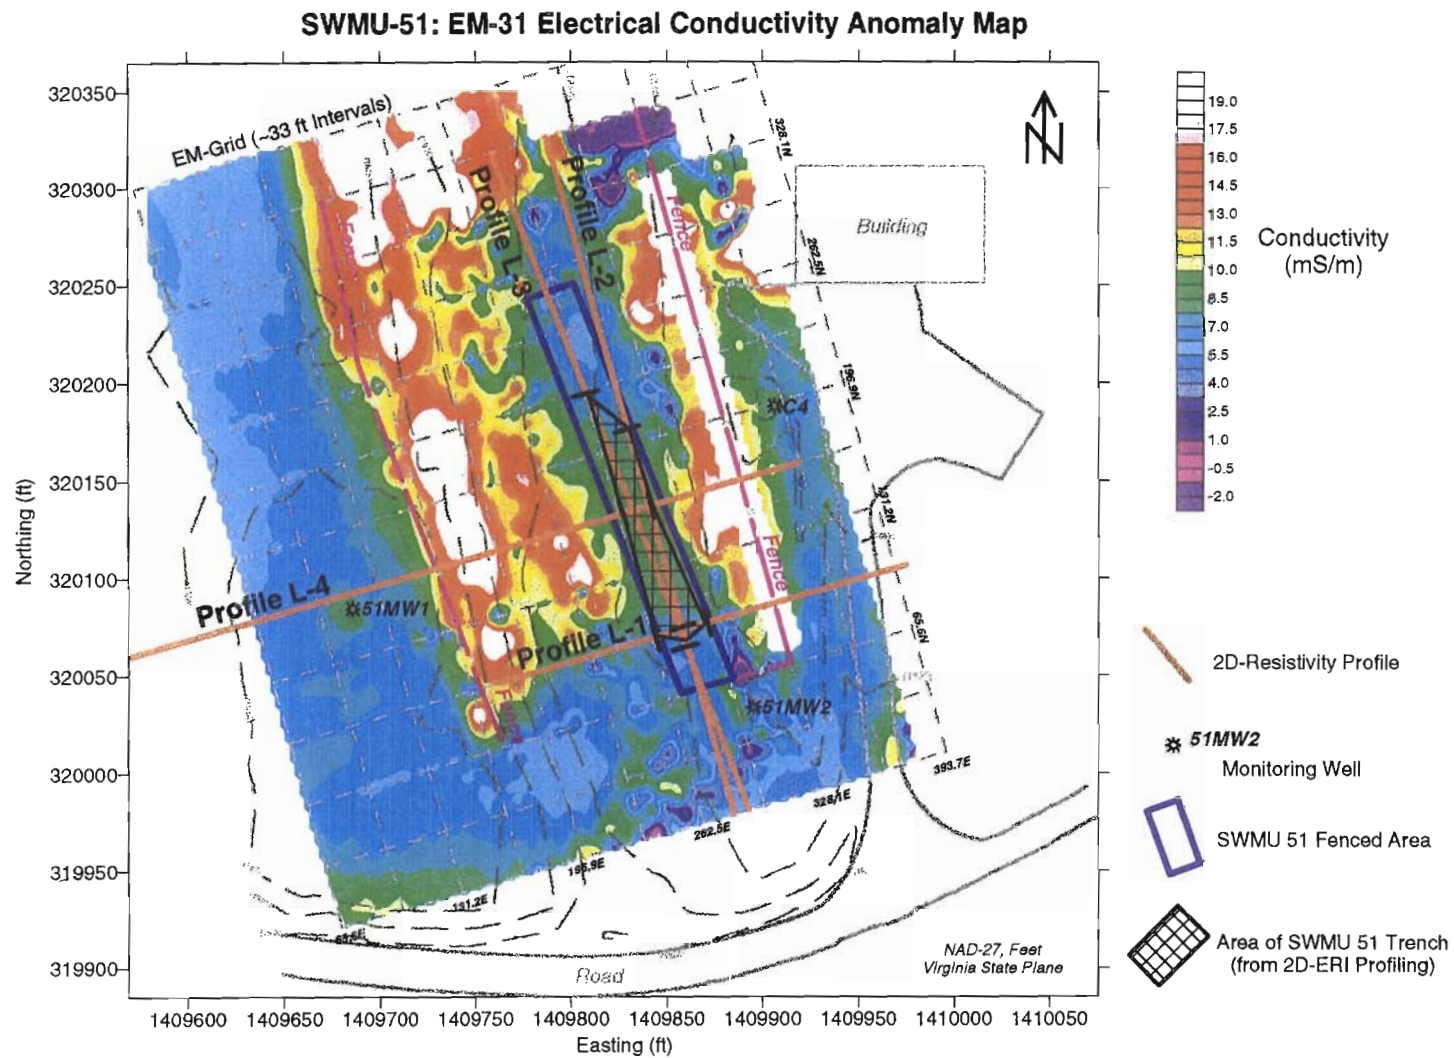 SWMU-51: EM-31 Electrical Conductivity Anomaly Map
320350
320300
320250
320200
320150
320100
320050
320000
319950
319900
Northing (ft)
EM-Grid (~33 ft Intervals)
Profile L-3
Profile L-2
Fence
328.1N
Building
262.5N
196.9N
C4
131.2N
Fence
Profile L-4
51MW1
Profile L-1
65.6N
Fence
51MW2
393.7E
328.1E
262.5E
196.9E
131.2E
65.6E
Road
NAD-27, Feet
Virginia State Plane
1409600
1409650
1409700
1409750
1409800
1409850
1409900
1409950
1410000
1410050
Easting (ft)
N
19.0
17.5
16.0
14.5
13.0
11.5
10.0
8.5
7.0
5.5
4.0
2.5
1.0
-0.5
-2.0
Conductivity
(mS/m)
2D-Resistivity Profile
51MW2
Monitoring Well
SWMU 51 Fenced Area
Area of SWMU 51 Trench
(from 2D-ERI Profiling)